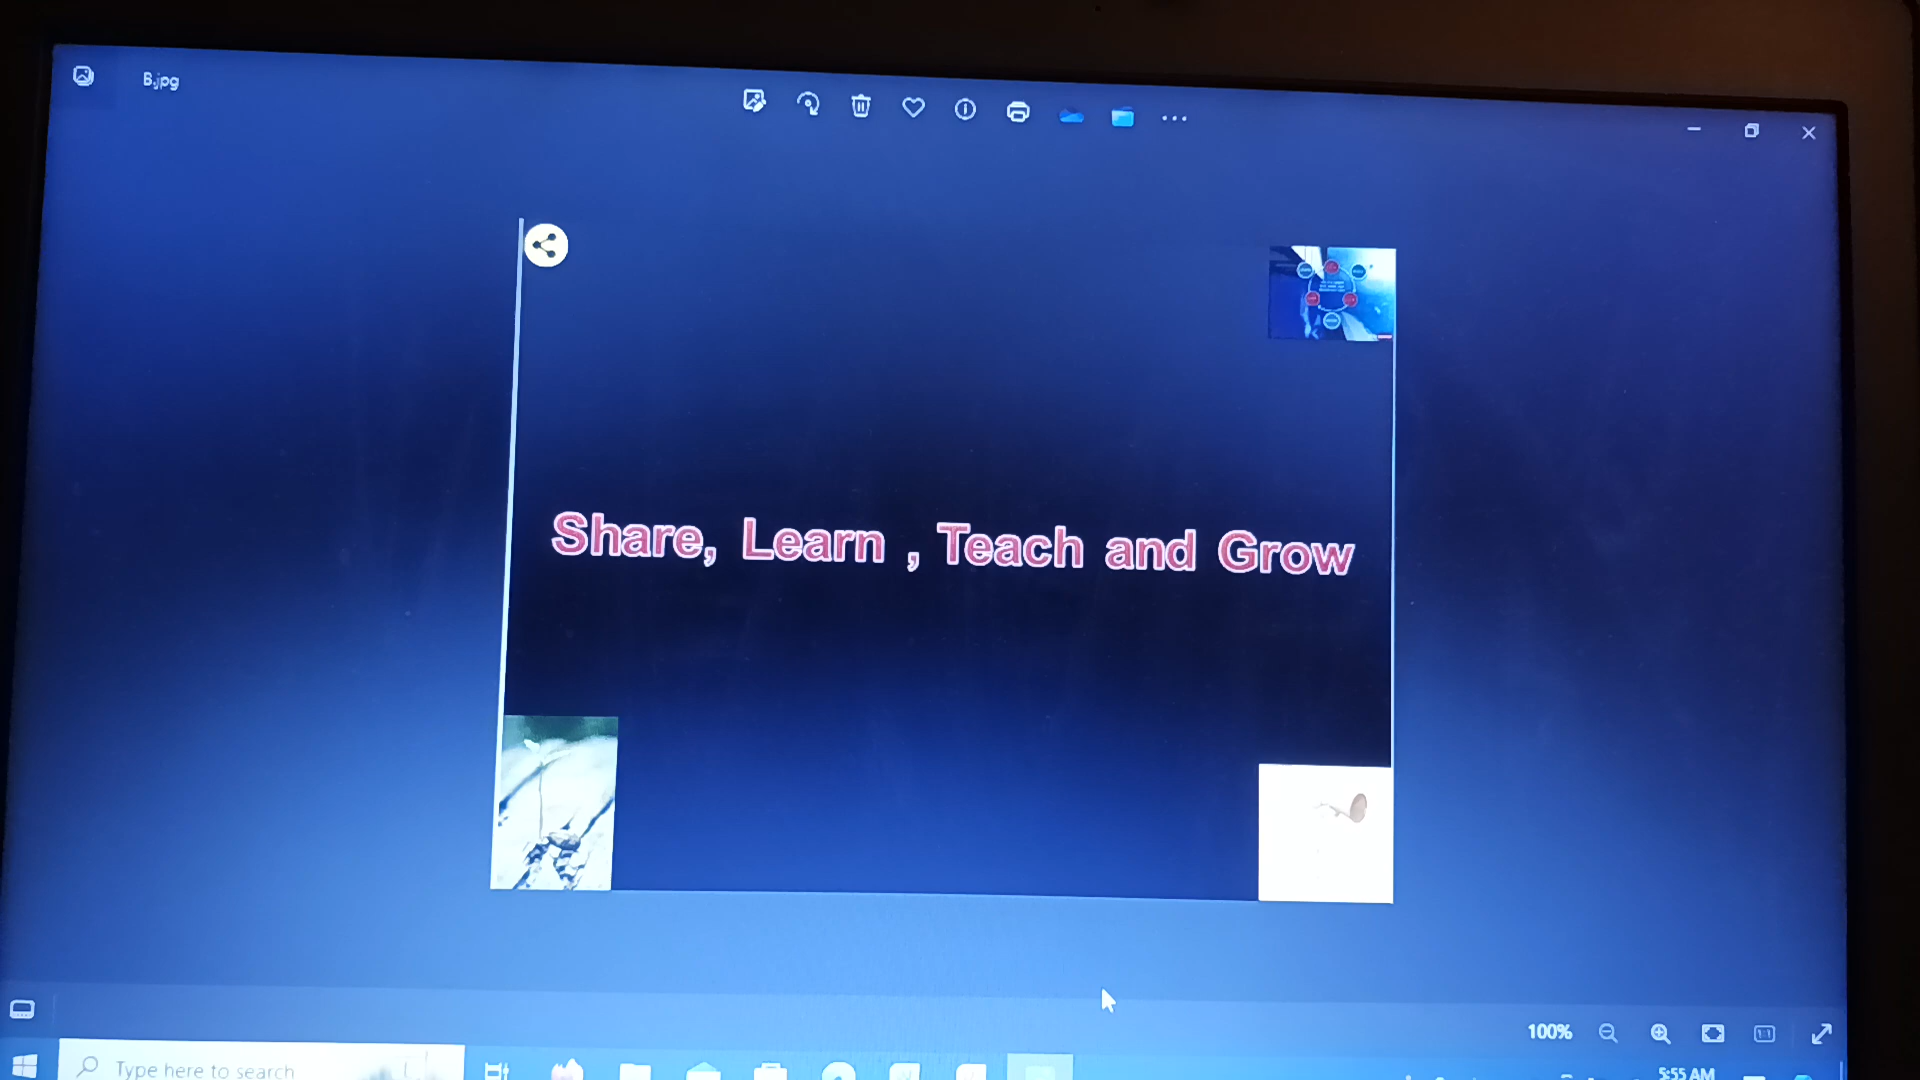 B.jpg
Share, Learn , Teach and Grow
100%
Type here to search
5:55 AM